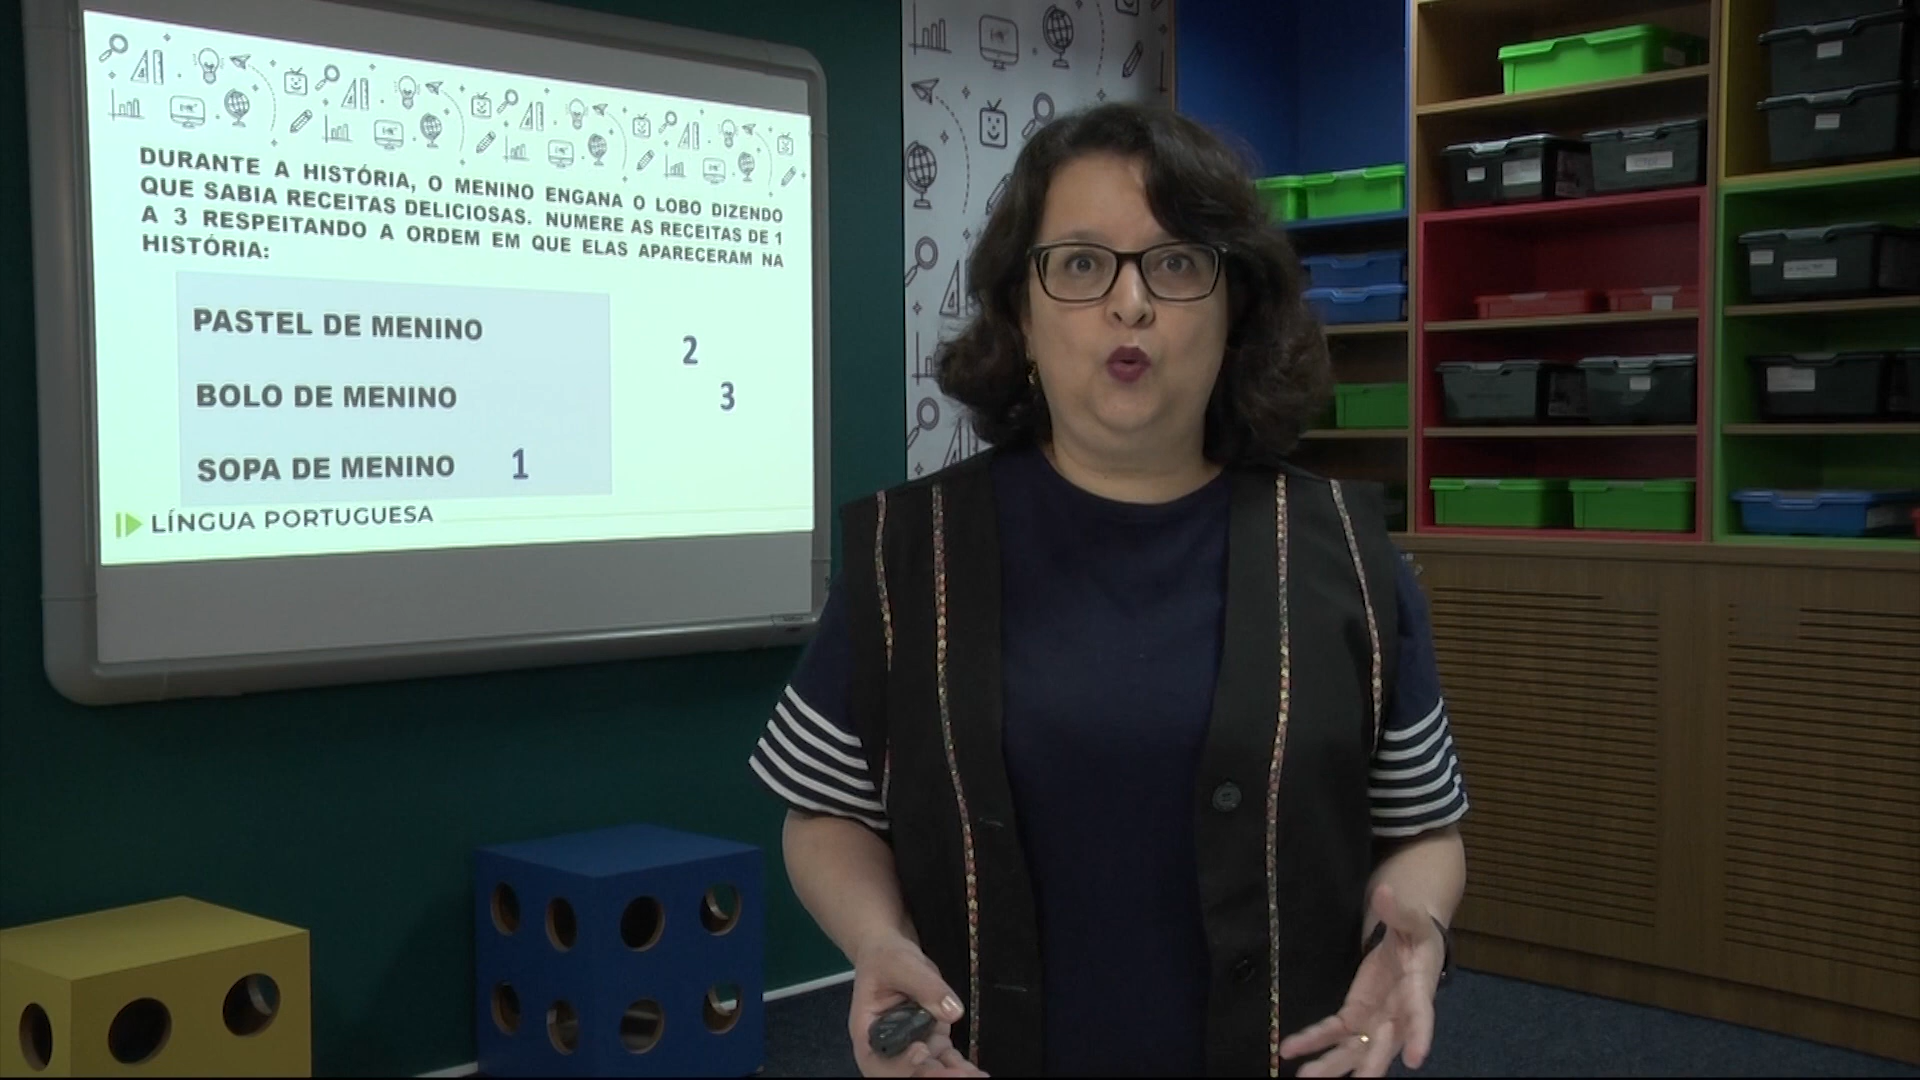 DURANTE A HISTÓRIA, O MENINO ENGANA O LOBO DIZENDO
QUE SABIA RECEITAS DELICIOSAS. NUMERE AS RECEITAS DE 1
A 3 RESPEITANDO A ORDEM EM QUE ELAS APARECERAM NA
HISTÓRIA:
PASTEL DE MENINO
2
BOLO DE MENINO 3
SOPA DE MENINO 1
LÍNGUA PORTUGUESA